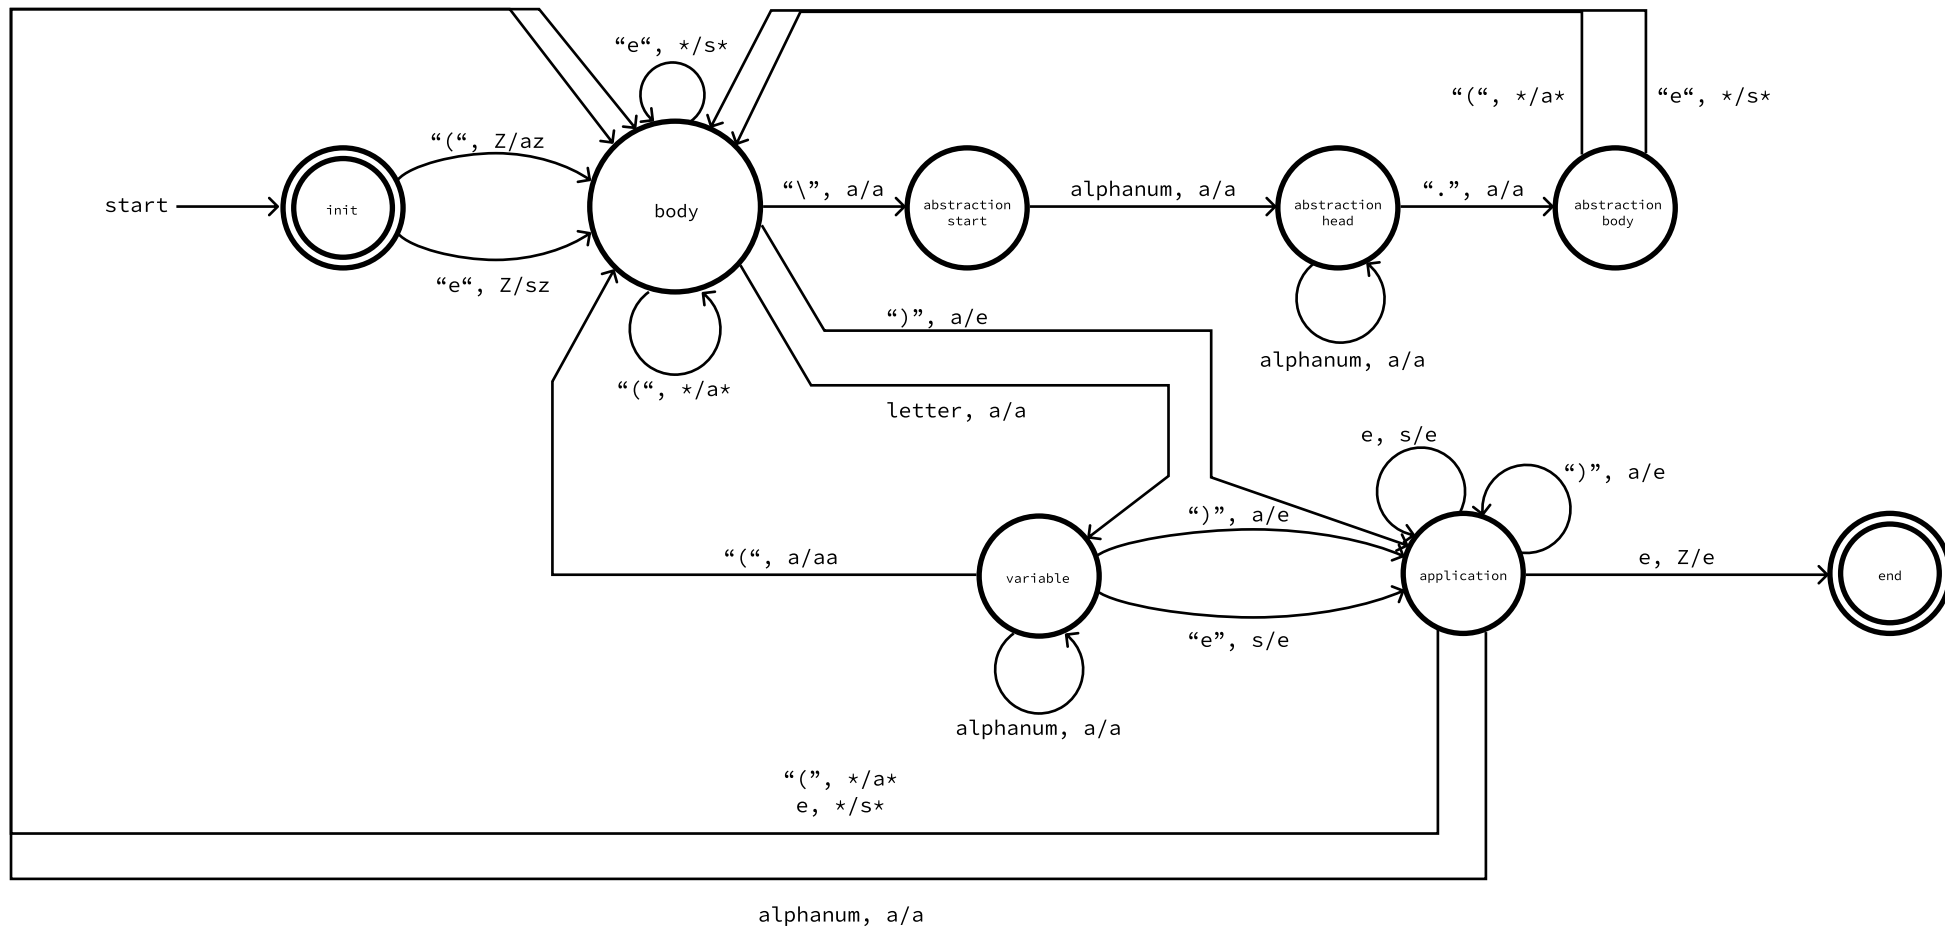 “e“, */s*
“(“, */a*
“e“, */s*
“(“, Z/az
start
init
body
“\”, a/a
abstraction
start
alphanum, a/a
abstraction
head
“.”, a/a
abstraction
body
“e“, Z/sz
“)”, a/e
alphanum, a/a
“(“, */a*
letter, a/a
e, s/e
“)”, a/e
“)”, a/e
“(“, a/aa
variable
application
e, Z/e
end
“e”, s/e
alphanum, a/a
“(”, */a*
e, */s*
alphanum, a/a